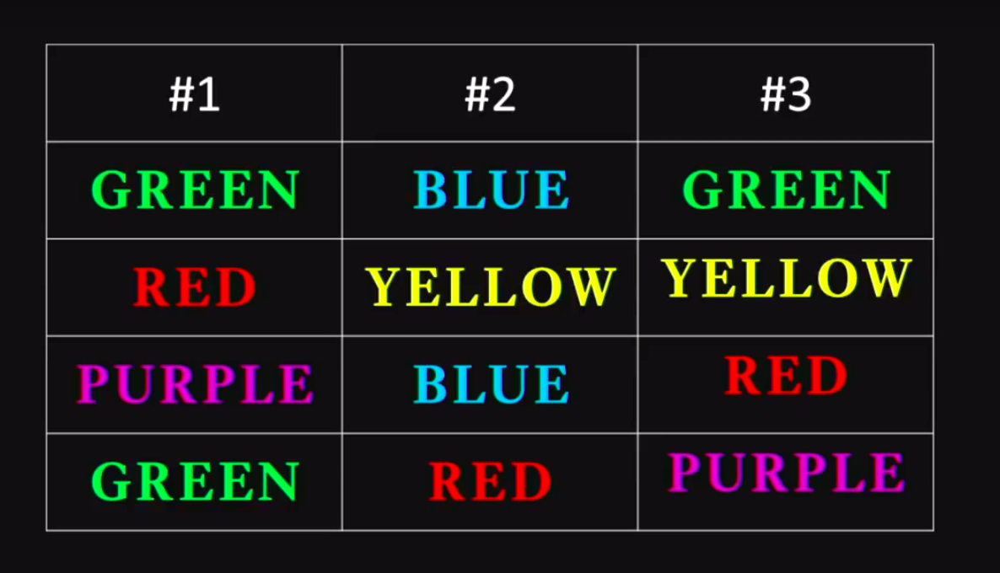 #1 #2 #3
GREEN BLUE GREEN
RED YELLOW YELLOW
PURPLE BLUE RED
GREEN RED PURPLE